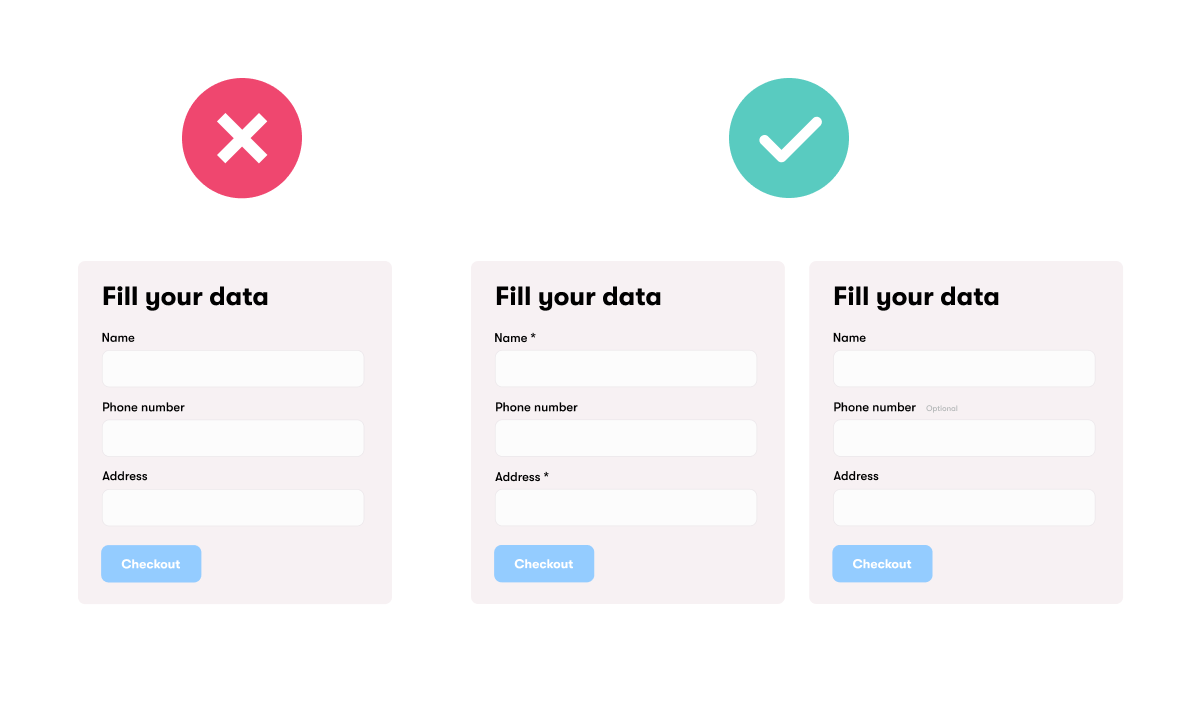 Fill your data
Name
Phone number
Address
Checkout
Fill your data
Name *
Phone number
Address *
Checkout
Fill your data
Name
Phone number Optional
Address
Checkout